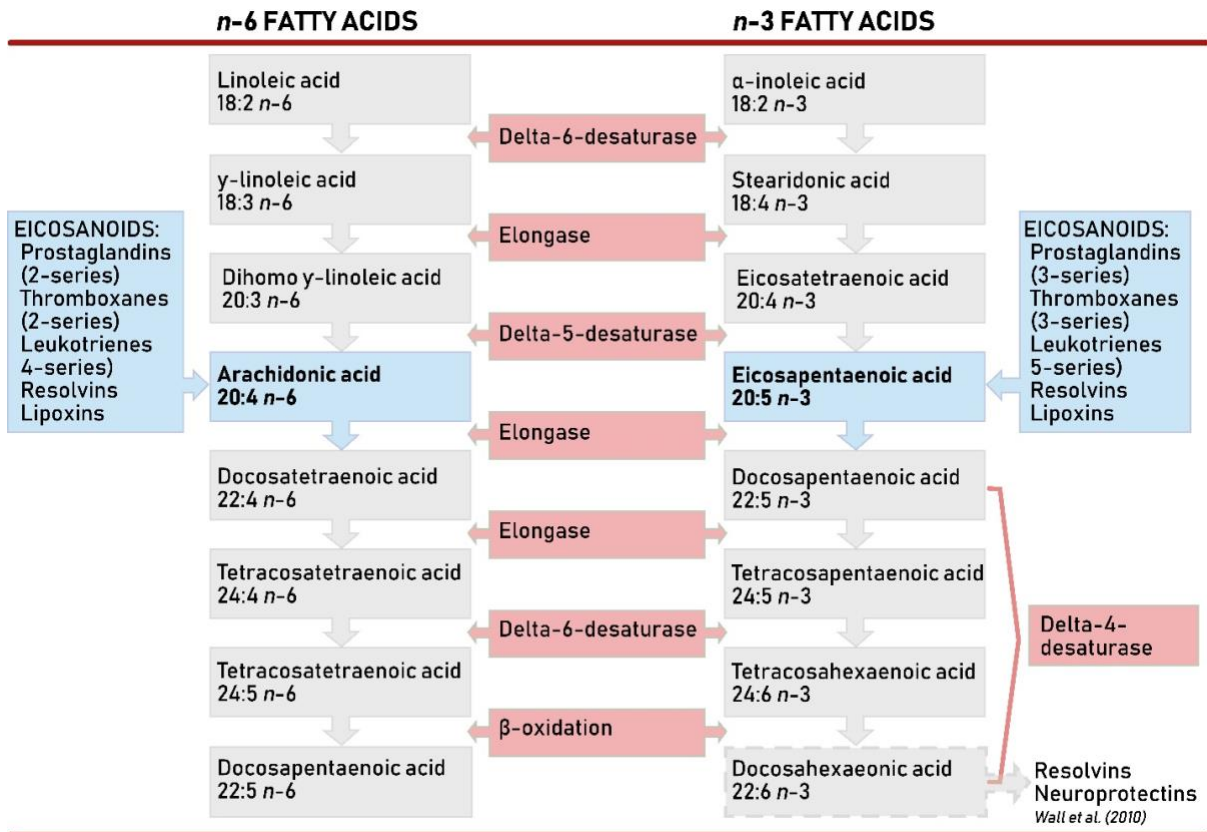 n-6 FATTY ACIDS
n-3 FATTY ACIDS
Linoleic acid
18:2 n-6
α-inoleic acid
18:2 n-3
Delta-6-desaturase
y-linoleic acid
18:3 n-6
Stearidonic acid
18:4 n-3
EICOSANOIDS:
Prostaglandins
(2-series)
Thromboxanes
(2-series)
Leukotrienes
4-series)
Resolvins
Lipoxins
Elongase
EICOSANOIDS:
Prostaglandins
(3-series)
Thromboxanes
(3-series)
Leukotrienes
5-series)
Resolvins
Lipoxins
Dihomo y-linoleic acid
20:3 n-6
Eicosatetraenoic acid
20:4 n-3
Delta-5-desaturase
Arachidonic acid
20:4 n-6
Eicosapentaenoic acid
20:5 n-3
Elongase
Docosatetraenoic acid
22:4 n-6
Docosapentaenoic acid
22:5 n-3
Elongase
Tetracosatetraenoic acid
24:4 n-6
Tetracosapentaenoic acid
24:5 n-3
Delta-6-desaturase
Delta-4-
desaturase
Tetracosatetraenoic acid
24:5 n-6
Tetracosahexaenoic acid
24:6 n-3
β-oxidation
Docosapentaenoic acid
22:5 n-6
Docosahexaeonic acid
22:6 n-3
Resolvins
Neuroprotectins
Wall et al. (2010)